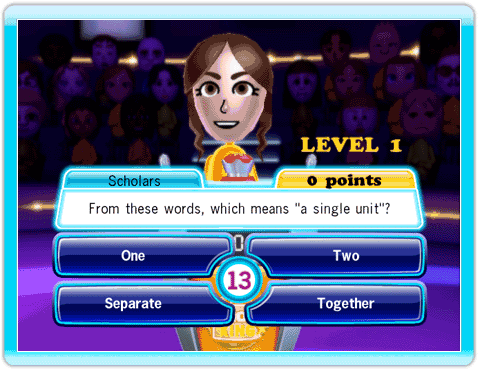 LEVEL 1
Scholars
0 points
From these words, which means "a single unit"?
One
Two
13
Separate
Together